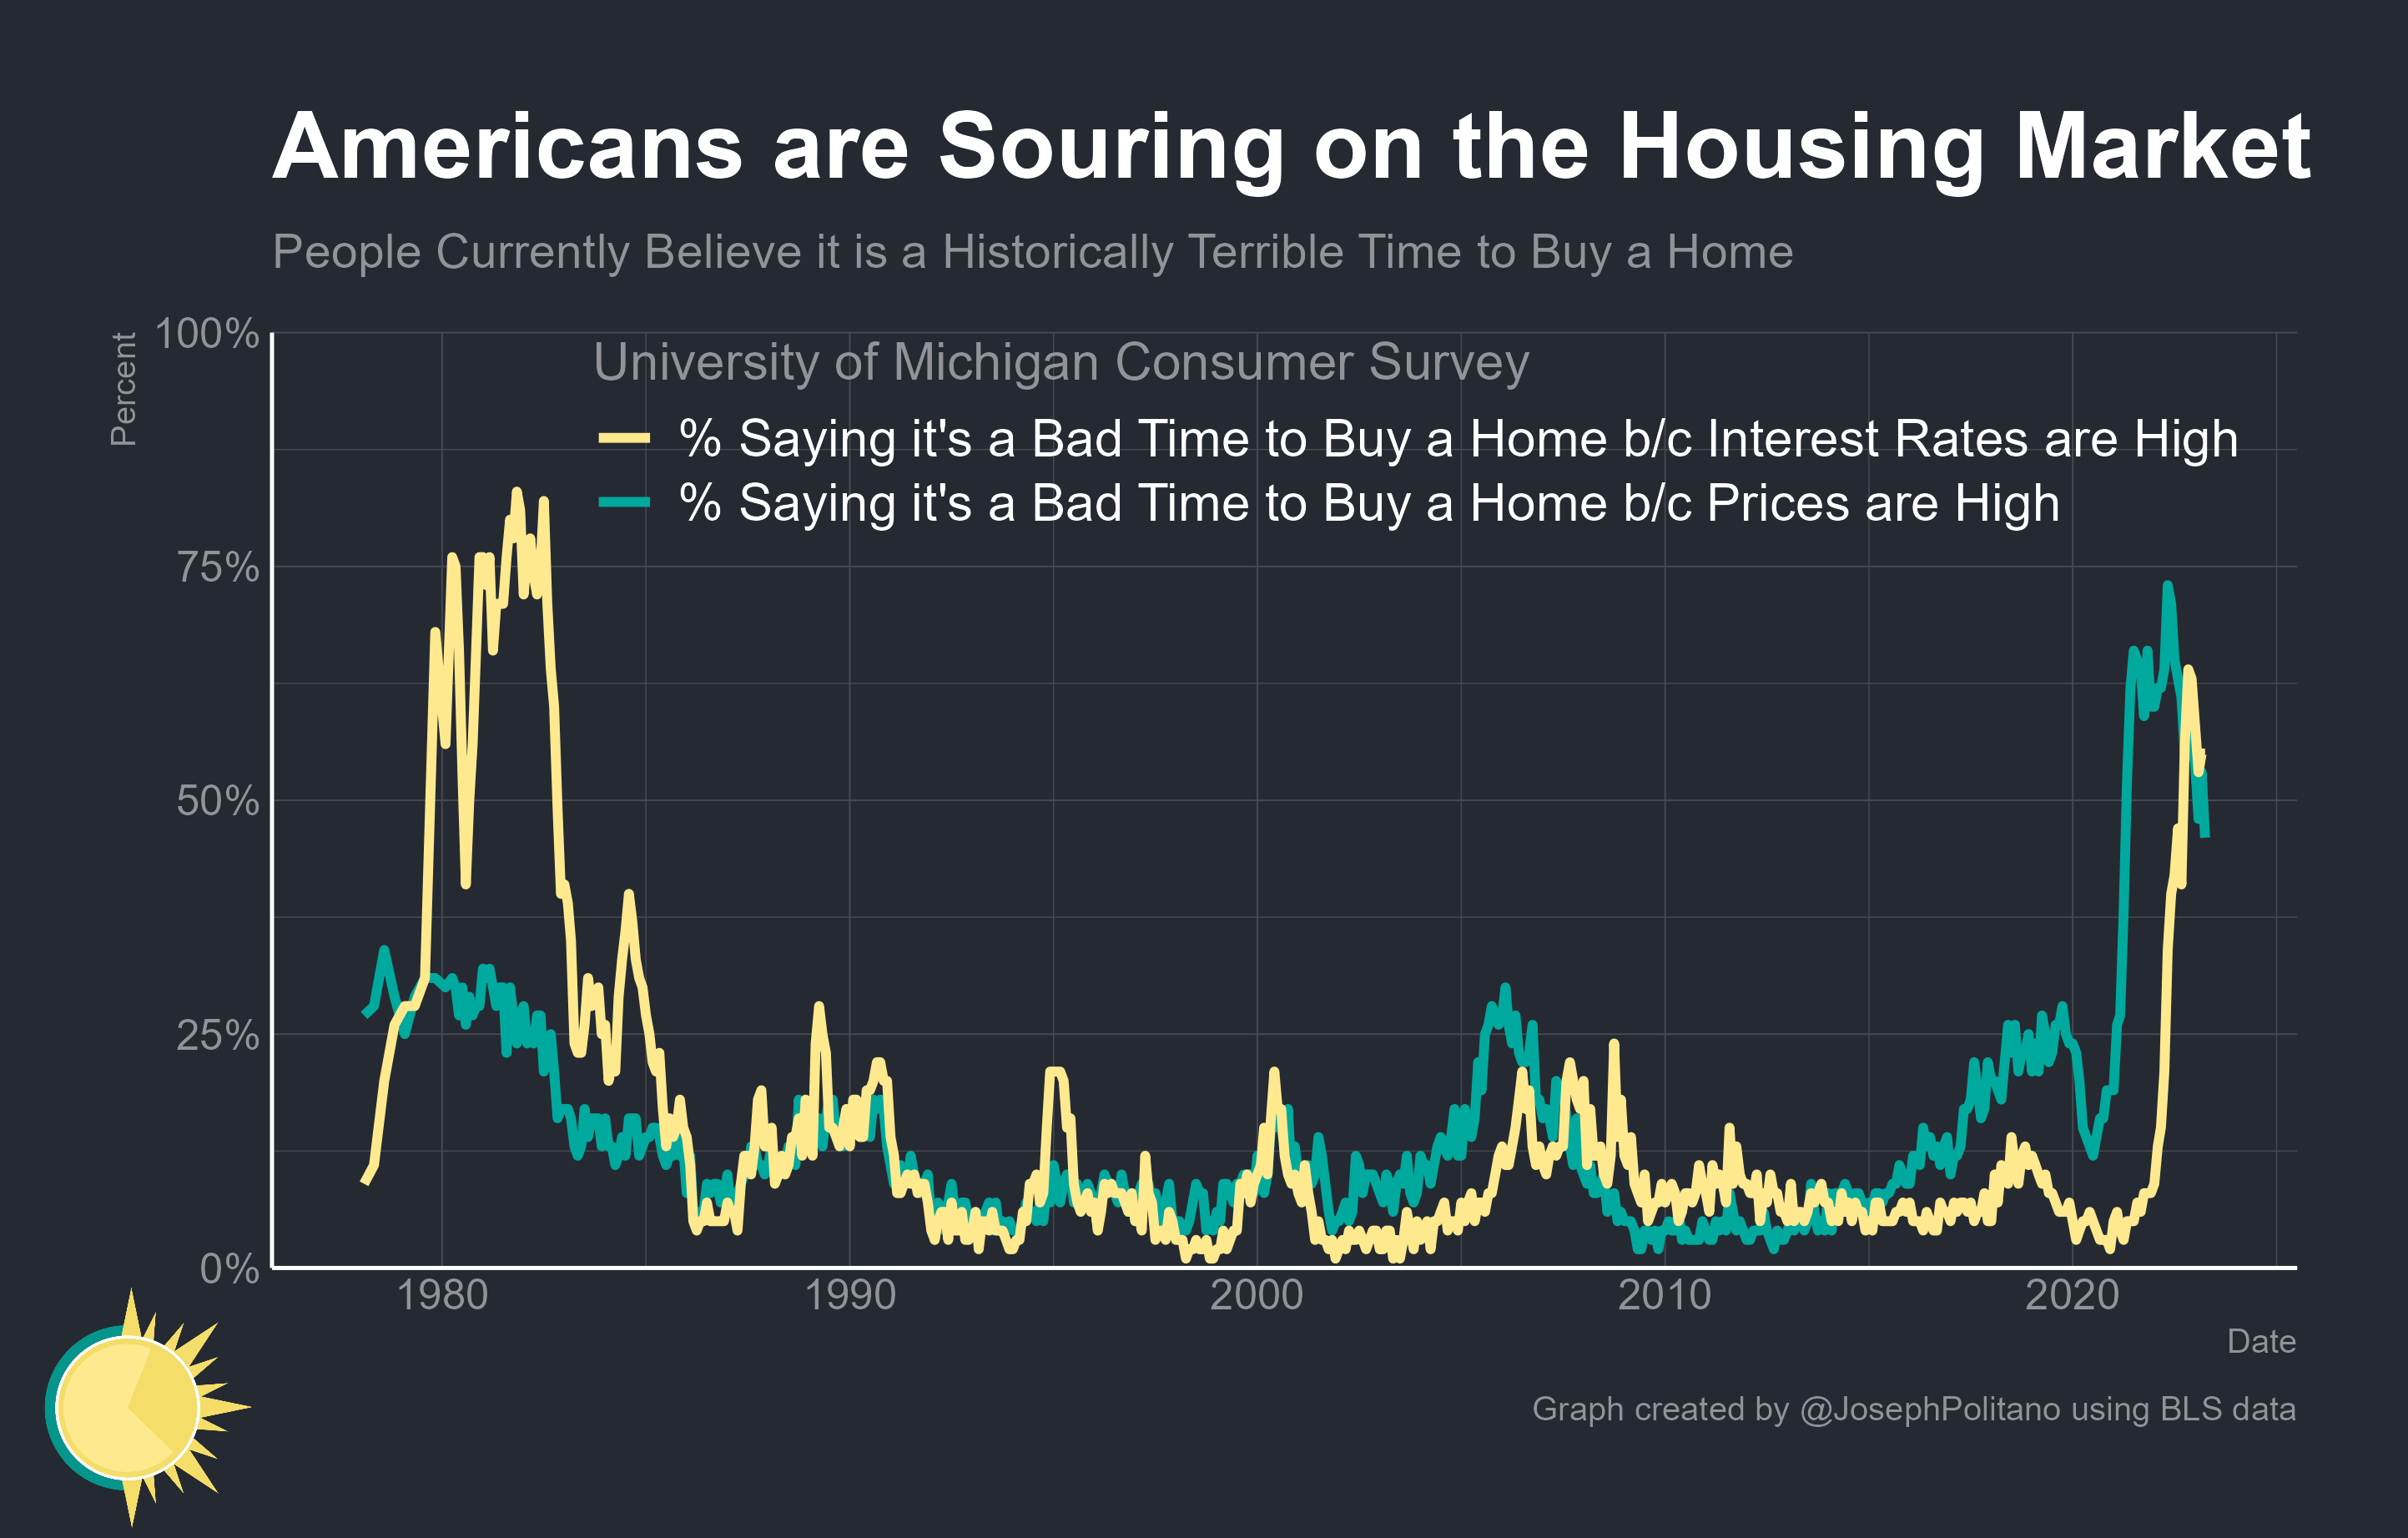 Americans are Souring on the Housing Market
People Currently Believe it is a Historically Terrible Time to Buy a Home
Percent
100%
75%
50%
25%
0%
University of Michigan Consumer Survey
% Saying it's a Bad Time to Buy a Home b/c Interest Rates are High
% Saying it's a Bad Time to Buy a Home b/c Prices are High
1980 1990 2000 2010 2020
Date
Graph created by @JosephPolitano using BLS data